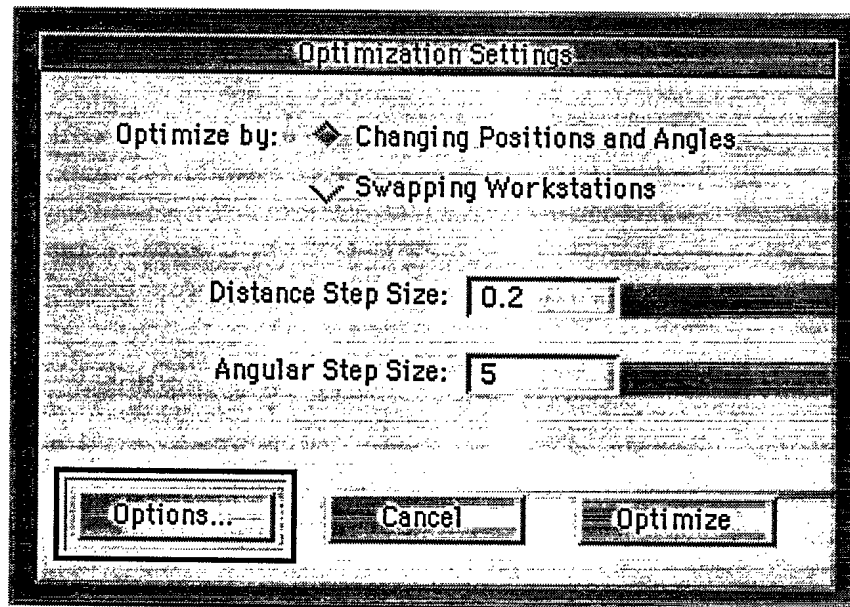 Optimization Settings
Optimize by: Changing Positions and Angles
Swapping Workstations
Distance Step Size: 0.2
Angular Step Size: 5
Options... Cancel Optimize